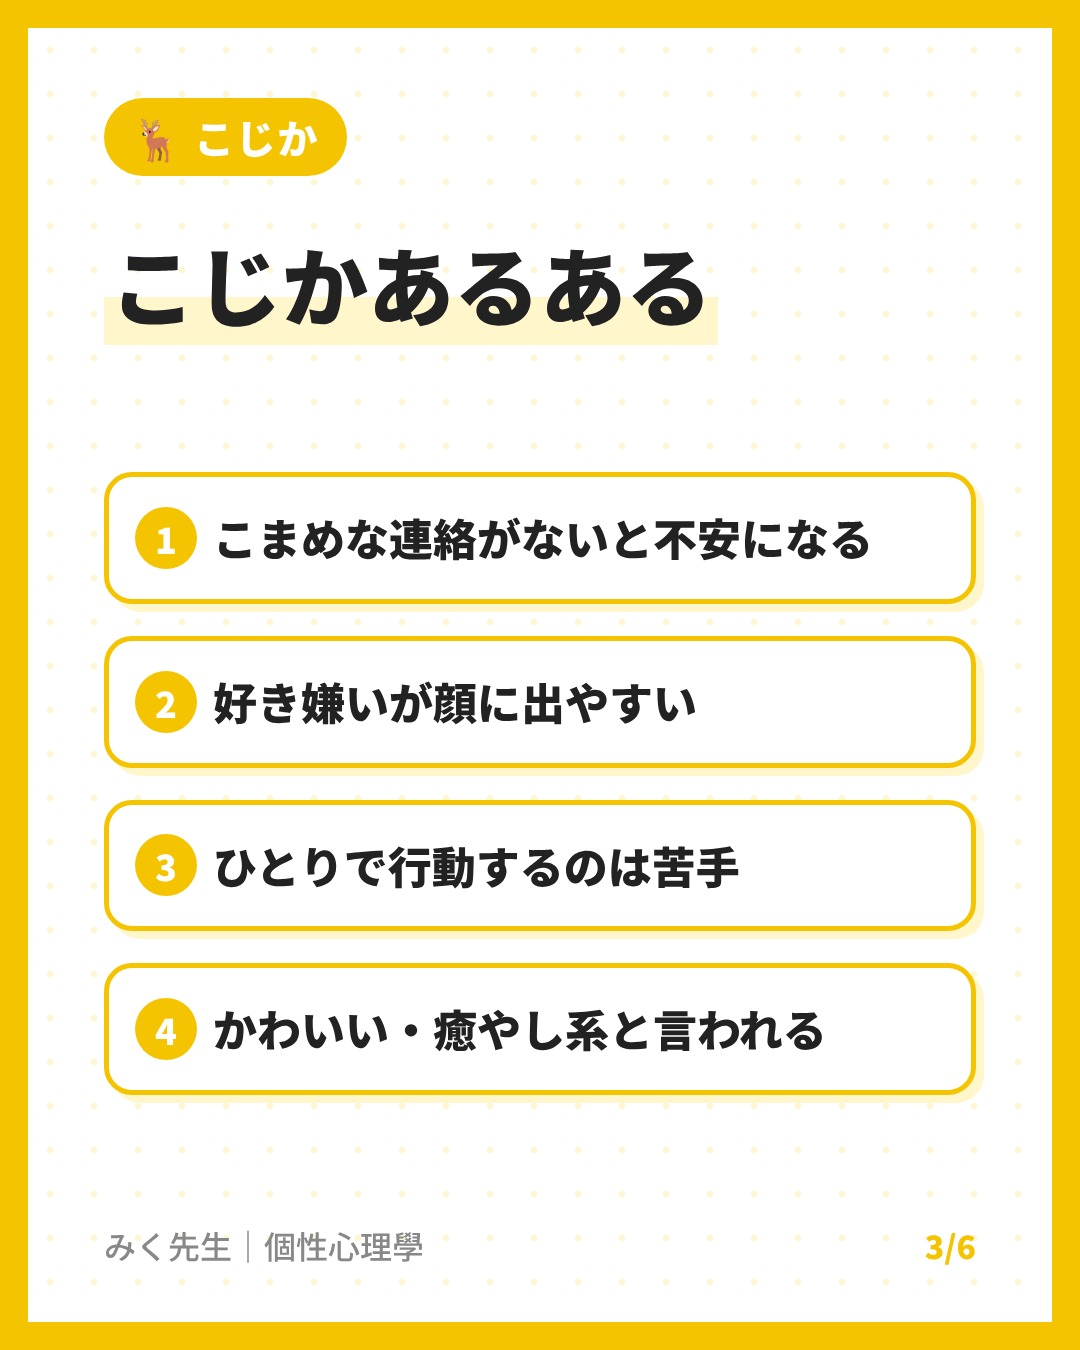 🦌 こじか
こじかあるある
1 こまめな連絡がないと不安になる
2 好き嫌いが顔に出やすい
3 ひとりで行動するのは苦手
4 かわいい・癒やし系と言われる
みく先生｜個性心理學
3/6